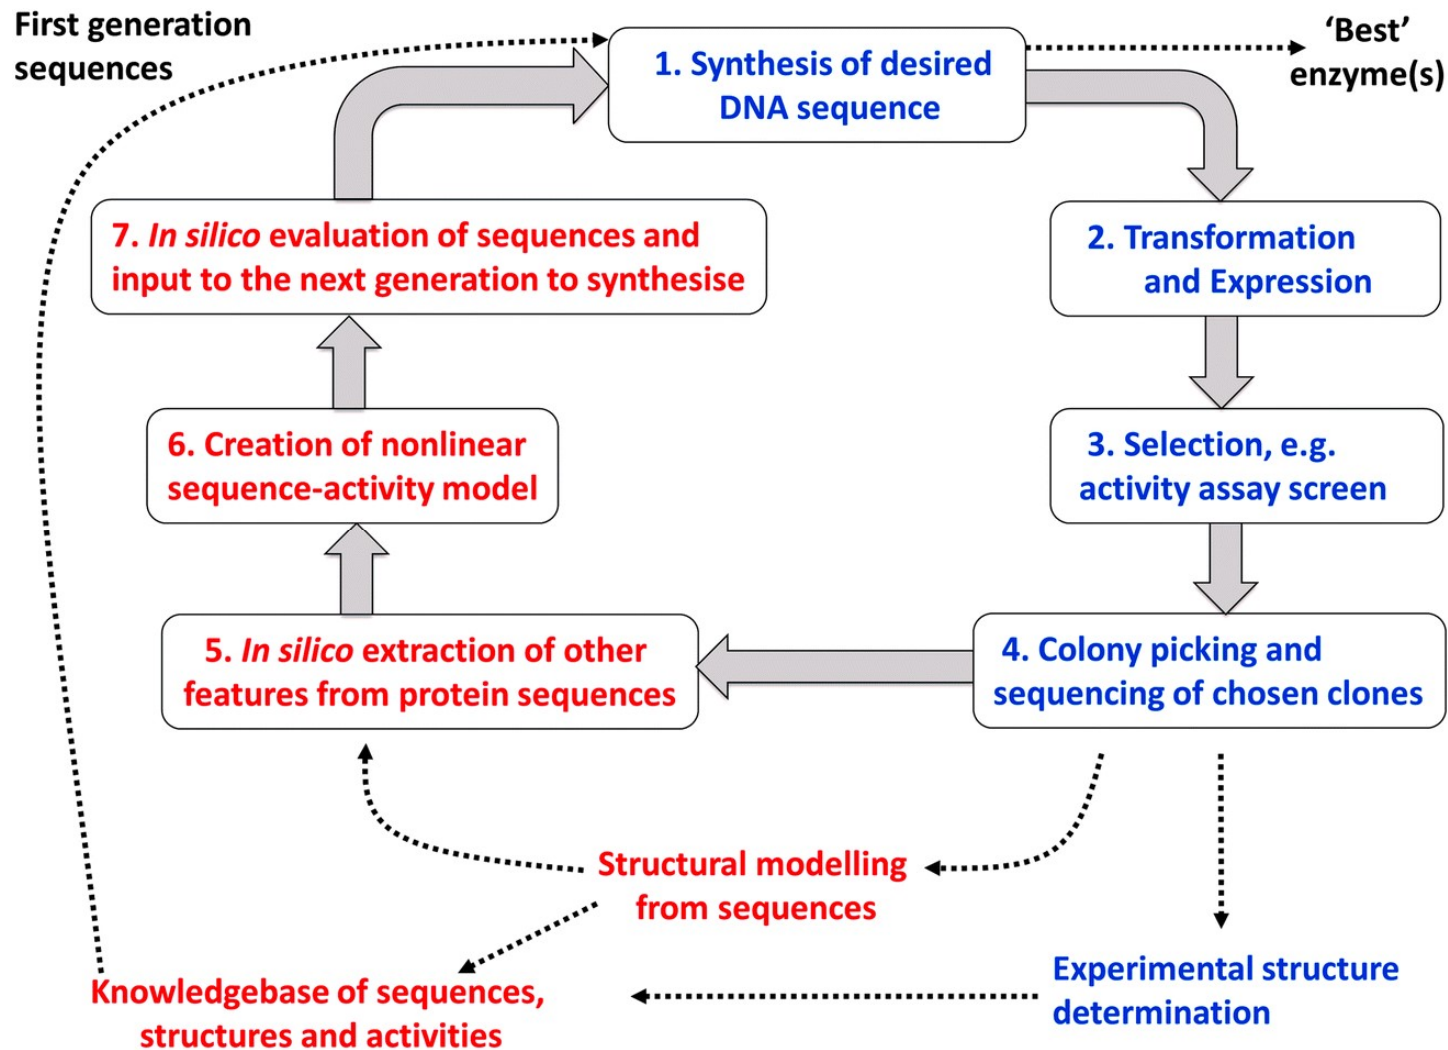 First generation
sequences
1. Synthesis of desired
DNA sequence
‘Best’
enzyme(s)
2. Transformation
and Expression
3. Selection, e.g.
activity assay screen
4. Colony picking and
sequencing of chosen clones
5. In silico extraction of other
features from protein sequences
6. Creation of nonlinear
sequence-activity model
7. In silico evaluation of sequences and
input to the next generation to synthesise
Structural modelling
from sequences
Experimental structure
determination
Knowledgebase of sequences,
structures and activities